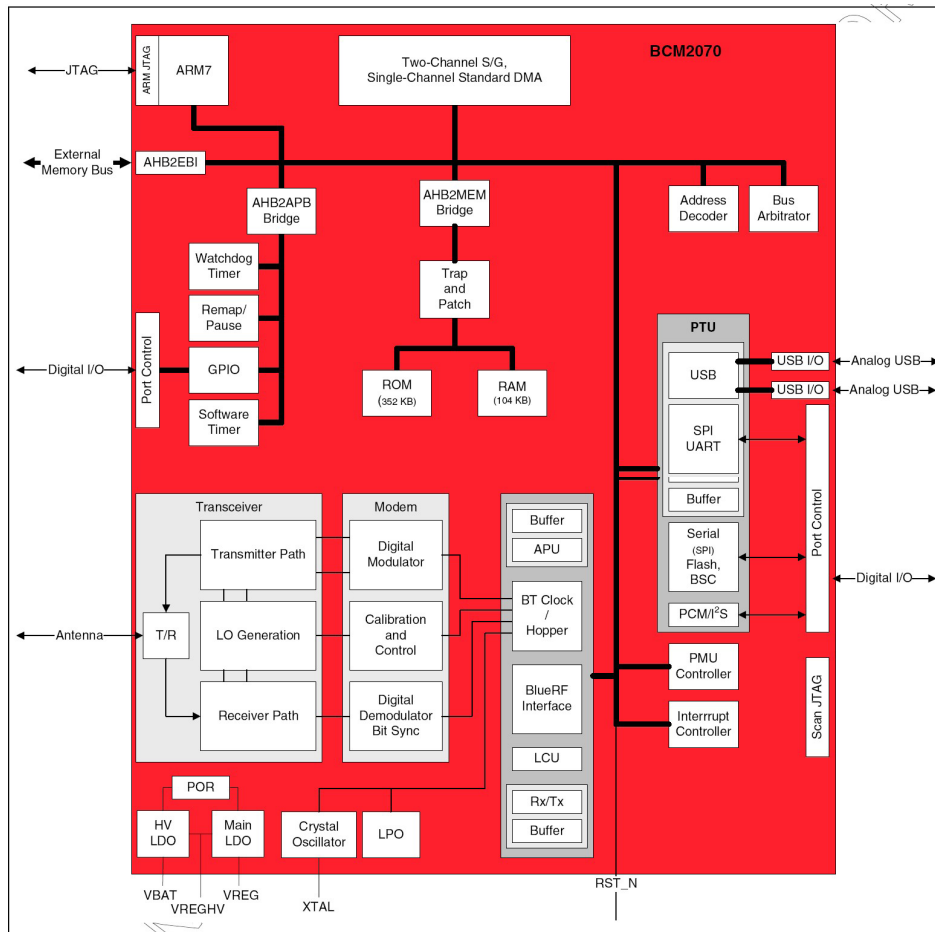 BCM2070
JTAG
ARM JTAG
ARM7
Two-Channel S/G,
Single-Channel Standard DMA
External
Memory Bus
AHB2EBI
AHB2APB
Bridge
AHB2MEM
Bridge
Address
Decoder
Bus
Arbitrator
Watchdog
Timer
Remap/
Pause
GPIO
Software
Timer
Digital I/O
Port Control
Trap
and
Patch
ROM
(352 KB)
RAM
(104 KB)
PTU
USB
USB I/O
Analog USB
USB I/O
Analog USB
SPI
UART
Buffer
Serial
(SPI)
Flash,
BSC
PCM/I²S
Port Control
Digital I/O
Transceiver
Transmitter Path
LO Generation
Receiver Path
T/R
Antenna
Modem
Digital
Modulator
Calibration
and
Control
Digital
Demodulator
Bit Sync
Buffer
APU
BT Clock
/
Hopper
BlueRF
Interface
LCU
Rx/Tx
Buffer
PMU
Controller
Interrrupt
Controller
Scan JTAG
POR
HV
LDO
Main
LDO
Crystal
Oscillator
LPO
VBAT
VREGHV
VREG
XTAL
RST_N